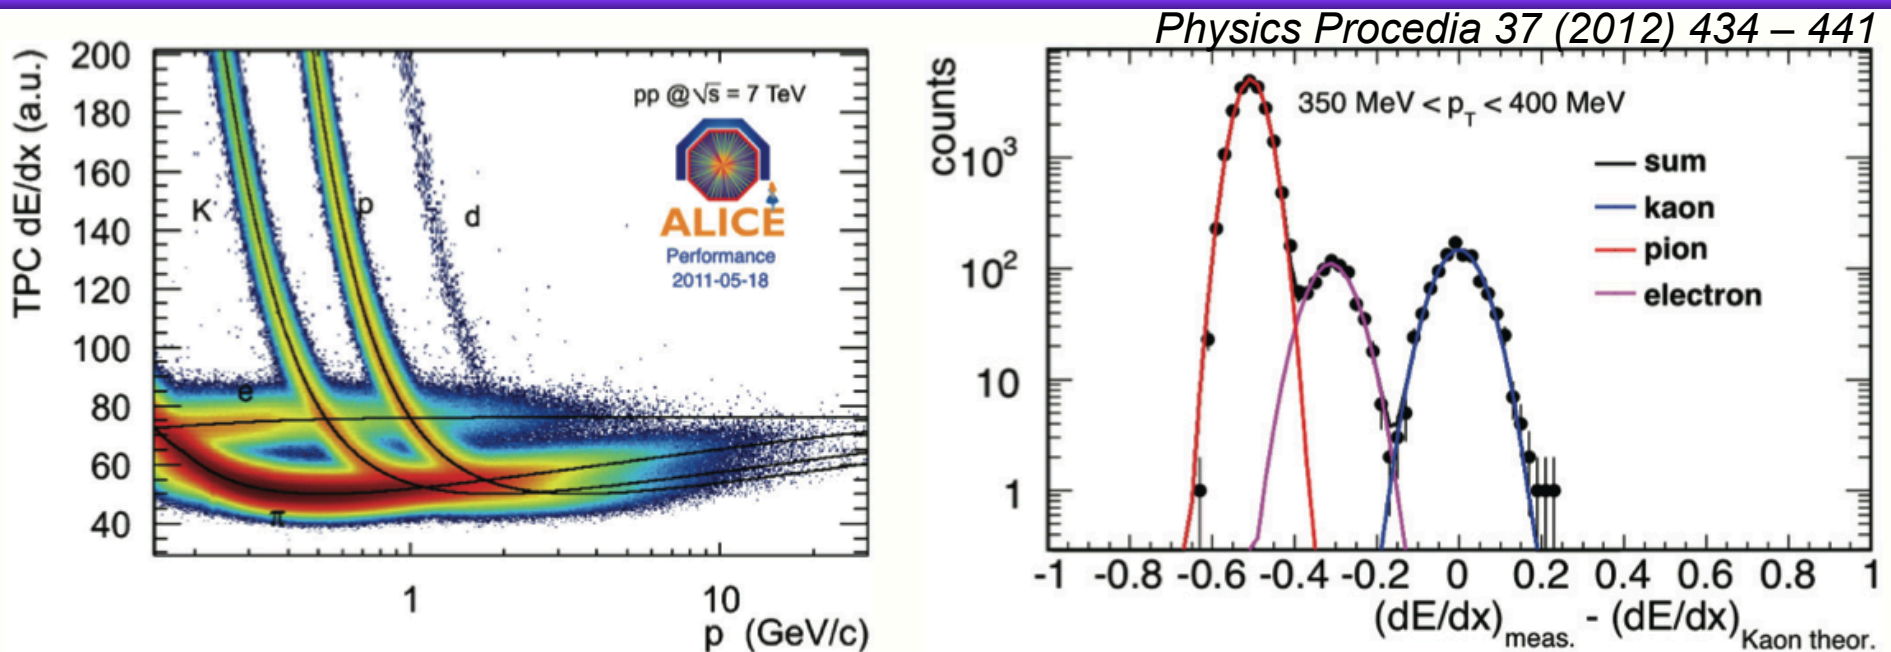 Physics Procedia 37 (2012) 434 – 441
TPC dE/dx (a.u.)
200
180
160
140
120
100
80
60
40
pp @ √s = 7 TeV
ALICE
Performance
2011-05-18
K
p
d
e
π
1
10
p (GeV/c)
counts
10³
10²
10
1
350 MeV < p_T < 400 MeV
sum
kaon
pion
electron
-1 -0.8 -0.6 -0.4 -0.2 0 0.2 0.4 0.6 0.8 1
(dE/dx)meas. - (dE/dx)Kaon theor.